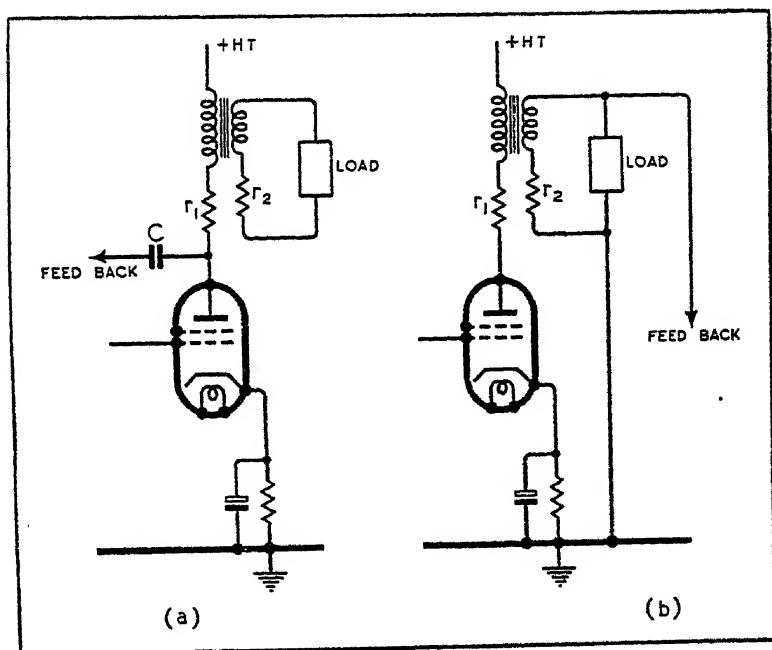 +HT
LOAD
r₁
r₂
C
FEED BACK
(a)
+HT
LOAD
r₁
r₂
FEED BACK
(b)